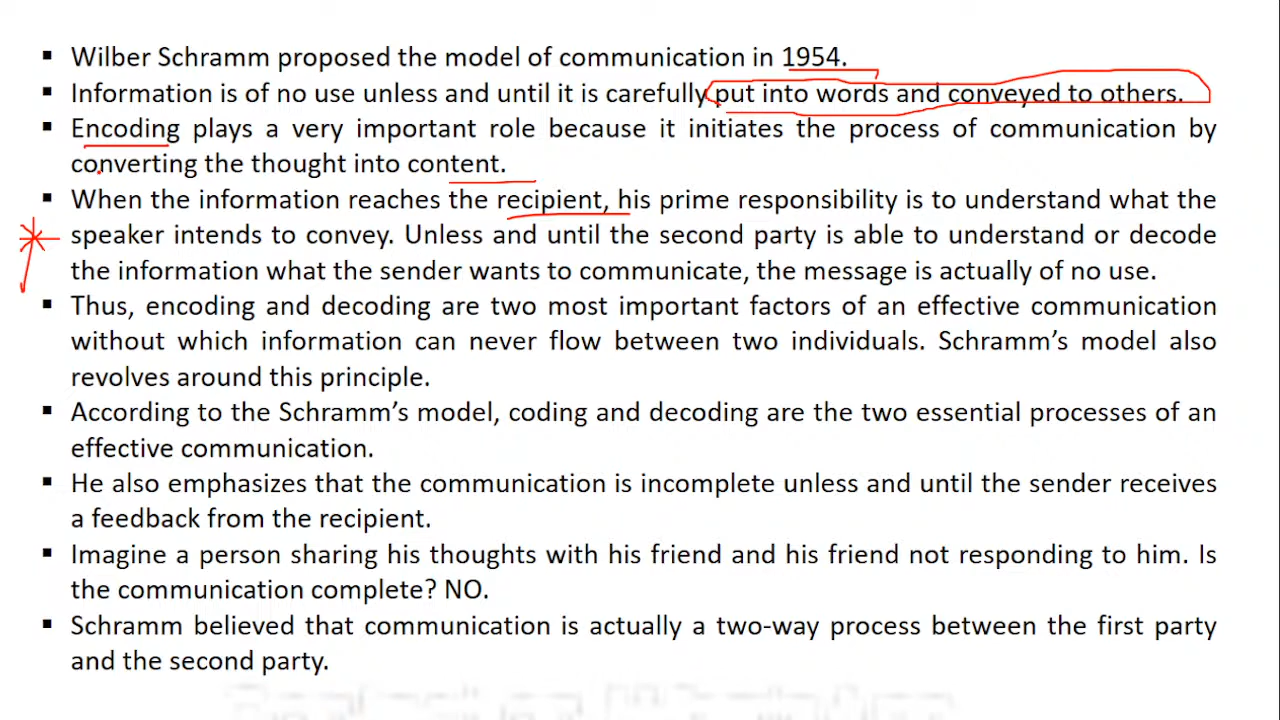 ▪ Wilber Schramm proposed the model of communication in 1954.
▪ Information is of no use unless and until it is carefully put into words and conveyed to others.
▪ Encoding plays a very important role because it initiates the process of communication by
converting the thought into content.
▪ When the information reaches the recipient, his prime responsibility is to understand what the
speaker intends to convey. Unless and until the second party is able to understand or decode
the information what the sender wants to communicate, the message is actually of no use.
▪ Thus, encoding and decoding are two most important factors of an effective communication
without which information can never flow between two individuals. Schramm’s model also
revolves around this principle.
▪ According to the Schramm’s model, coding and decoding are the two essential processes of an
effective communication.
▪ He also emphasizes that the communication is incomplete unless and until the sender receives
a feedback from the recipient.
▪ Imagine a person sharing his thoughts with his friend and his friend not responding to him. Is
the communication complete? NO.
▪ Schramm believed that communication is actually a two-way process between the first party
and the second party.